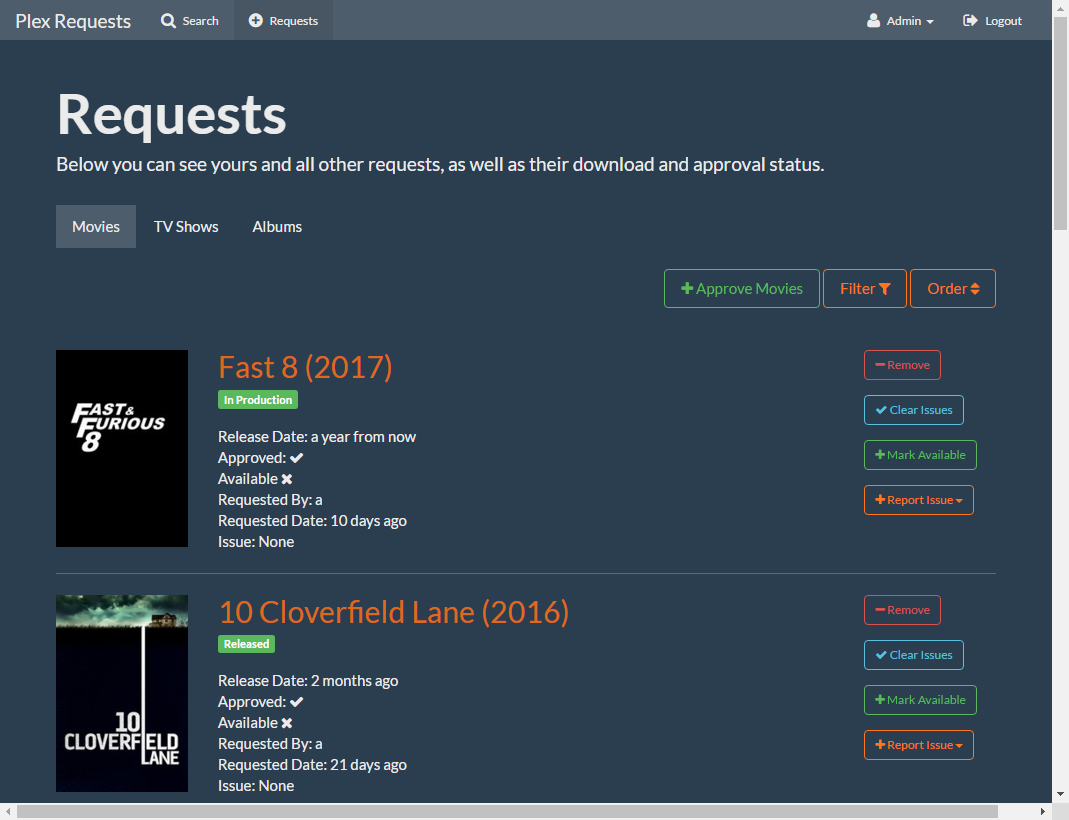 Plex Requests Search Requests Admin Logout
Requests
Below you can see yours and all other requests, as well as their download and approval status.
Movies TV Shows Albums
Approve Movies Filter Order
FAST &
FURIOUS
8
Fast 8 (2017)
In Production
Release Date: a year from now
Approved:
Available
Requested By: a
Requested Date: 10 days ago
Issue: None
Remove
Clear Issues
Mark Available
Report Issue
10
CLOVERFIELD
LANE
10 Cloverfield Lane (2016)
Released
Release Date: 2 months ago
Approved:
Available
Requested By: a
Requested Date: 21 days ago
Issue: None
Remove
Clear Issues
Mark Available
Report Issue